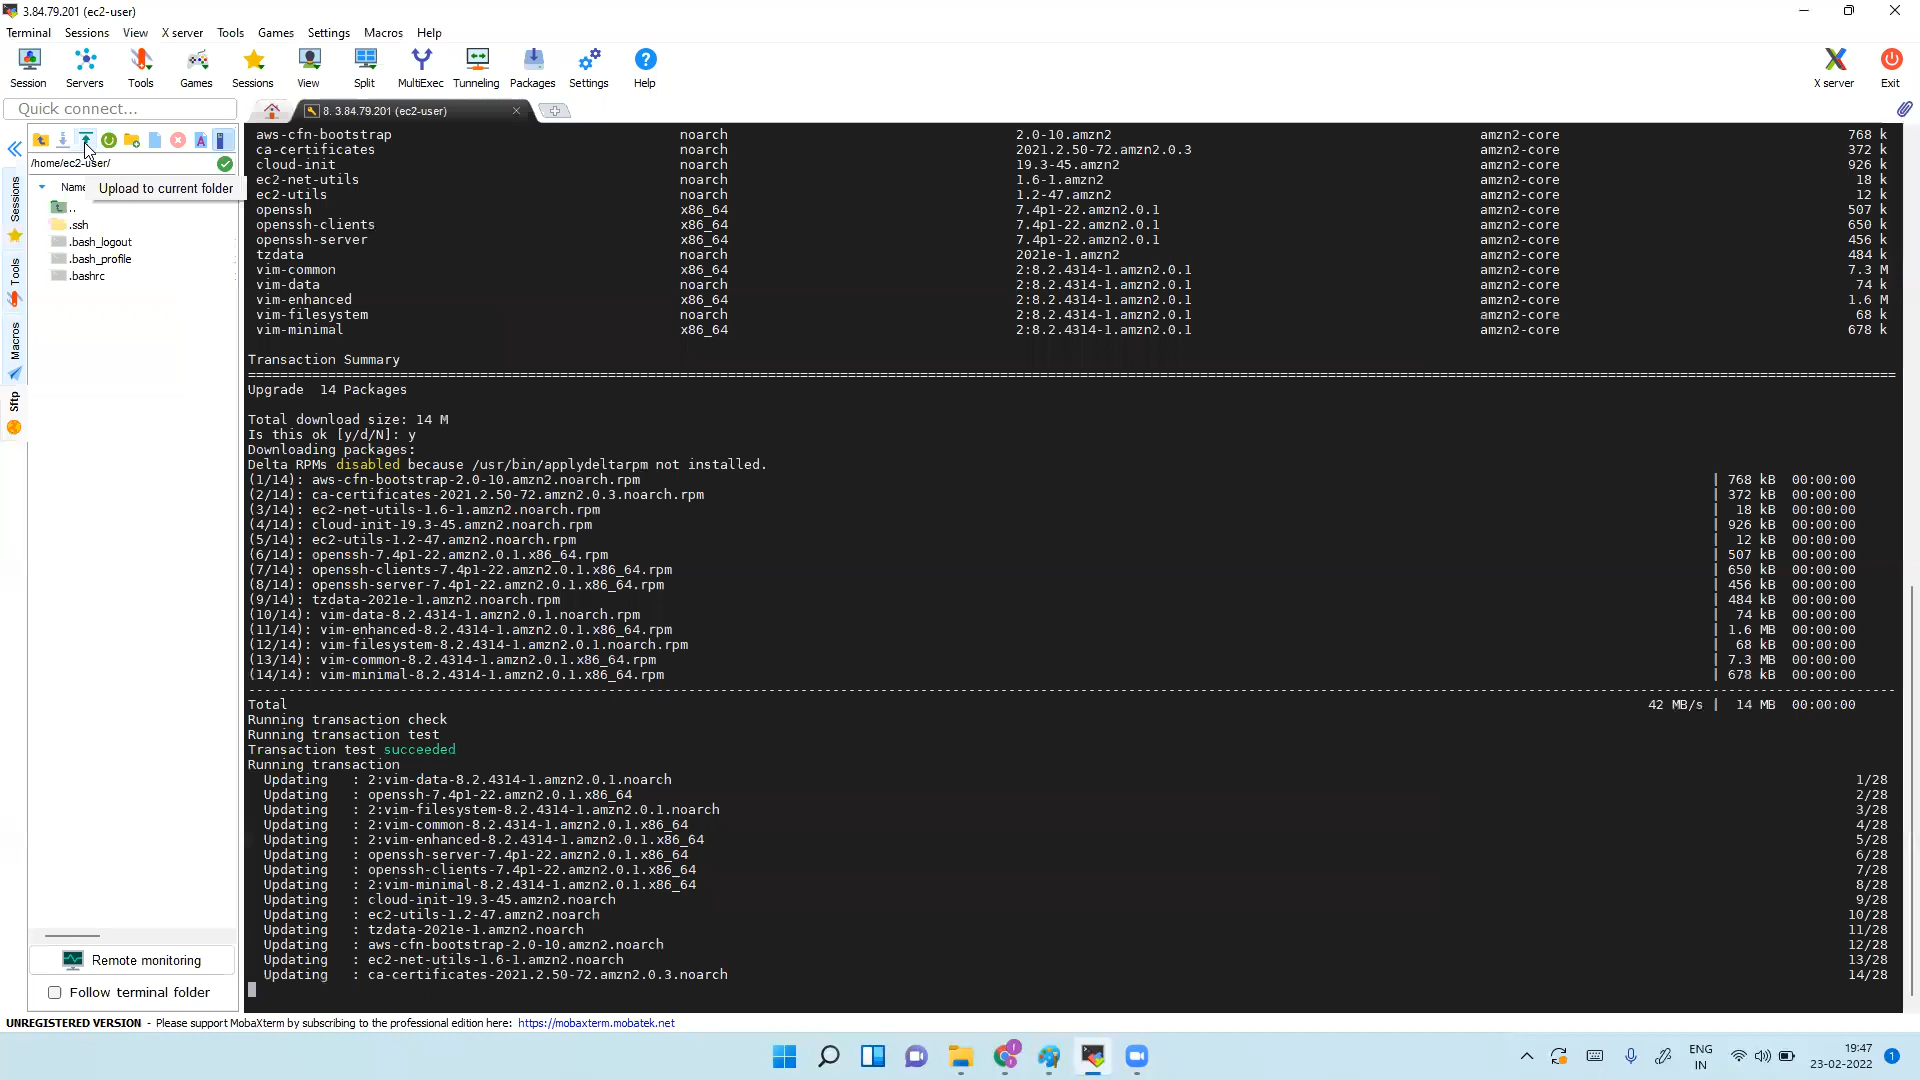 3.84.79.201 (ec2-user)
Terminal Sessions View X server Tools Games Settings Macros Help
Session Servers Tools Games Sessions View Split MultiExec Tunneling Packages Settings Help X server Exit
Quick connect...
8. 3.84.79.201 (ec2-user)
/home/ec2-user/
Name
Upload to current folder
..
.ssh
.bash_logout
.bash_profile
.bashrc
Sessions
Tools
Macros
Sftp
Remote monitoring
Follow terminal folder
aws-cfn-bootstrap noarch 2.0-10.amzn2 amzn2-core 768 k
ca-certificates noarch 2021.2.50-72.amzn2.0.3 amzn2-core 372 k
cloud-init noarch 19.3-45.amzn2 amzn2-core 926 k
ec2-net-utils noarch 1.6-1.amzn2 amzn2-core 18 k
ec2-utils noarch 1.2-47.amzn2 amzn2-core 12 k
openssh x86_64 7.4p1-22.amzn2.0.1 amzn2-core 507 k
openssh-clients x86_64 7.4p1-22.amzn2.0.1 amzn2-core 650 k
openssh-server x86_64 7.4p1-22.amzn2.0.1 amzn2-core 456 k
tzdata noarch 2021e-1.amzn2 amzn2-core 484 k
vim-common x86_64 2:8.2.4314-1.amzn2.0.1 amzn2-core 7.3 M
vim-data noarch 2:8.2.4314-1.amzn2.0.1 amzn2-core 74 k
vim-enhanced x86_64 2:8.2.4314-1.amzn2.0.1 amzn2-core 1.6 M
vim-filesystem noarch 2:8.2.4314-1.amzn2.0.1 amzn2-core 68 k
vim-minimal x86_64 2:8.2.4314-1.amzn2.0.1 amzn2-core 678 k
Transaction Summary
Upgrade 14 Packages
Total download size: 14 M
Is this ok [y/d/N]: y
Downloading packages:
Delta RPMs disabled because /usr/bin/applydeltarpm not installed.
(1/14): aws-cfn-bootstrap-2.0-10.amzn2.noarch.rpm | 768 kB 00:00:00
(2/14): ca-certificates-2021.2.50-72.amzn2.0.3.noarch.rpm | 372 kB 00:00:00
(3/14): ec2-net-utils-1.6-1.amzn2.noarch.rpm | 18 kB 00:00:00
(4/14): cloud-init-19.3-45.amzn2.noarch.rpm | 926 kB 00:00:00
(5/14): ec2-utils-1.2-47.amzn2.noarch.rpm | 12 kB 00:00:00
(6/14): openssh-7.4p1-22.amzn2.0.1.x86_64.rpm | 507 kB 00:00:00
(7/14): openssh-clients-7.4p1-22.amzn2.0.1.x86_64.rpm | 650 kB 00:00:00
(8/14): openssh-server-7.4p1-22.amzn2.0.1.x86_64.rpm | 456 kB 00:00:00
(9/14): tzdata-2021e-1.amzn2.noarch.rpm | 484 kB 00:00:00
(10/14): vim-data-8.2.4314-1.amzn2.0.1.noarch.rpm | 74 kB 00:00:00
(11/14): vim-enhanced-8.2.4314-1.amzn2.0.1.x86_64.rpm | 1.6 MB 00:00:00
(12/14): vim-filesystem-8.2.4314-1.amzn2.0.1.noarch.rpm | 68 kB 00:00:00
(13/14): vim-common-8.2.4314-1.amzn2.0.1.x86_64.rpm | 7.3 MB 00:00:00
(14/14): vim-minimal-8.2.4314-1.amzn2.0.1.x86_64.rpm | 678 kB 00:00:00
Total 42 MB/s | 14 MB 00:00:00
Running transaction check
Running transaction test
Transaction test succeeded
Running transaction
Updating : 2:vim-data-8.2.4314-1.amzn2.0.1.noarch 1/28
Updating : openssh-7.4p1-22.amzn2.0.1.x86_64 2/28
Updating : 2:vim-filesystem-8.2.4314-1.amzn2.0.1.noarch 3/28
Updating : 2:vim-common-8.2.4314-1.amzn2.0.1.x86_64 4/28
Updating : 2:vim-enhanced-8.2.4314-1.amzn2.0.1.x86_64 5/28
Updating : openssh-server-7.4p1-22.amzn2.0.1.x86_64 6/28
Updating : openssh-clients-7.4p1-22.amzn2.0.1.x86_64 7/28
Updating : 2:vim-minimal-8.2.4314-1.amzn2.0.1.x86_64 8/28
Updating : cloud-init-19.3-45.amzn2.noarch 9/28
Updating : ec2-utils-1.2-47.amzn2.noarch 10/28
Updating : tzdata-2021e-1.amzn2.noarch 11/28
Updating : aws-cfn-bootstrap-2.0-10.amzn2.noarch 12/28
Updating : ec2-net-utils-1.6-1.amzn2.noarch 13/28
Updating : ca-certificates-2021.2.50-72.amzn2.0.3.noarch 14/28
UNREGISTERED VERSION - Please support MobaXterm by subscribing to the professional edition here: https://mobaxterm.mobatek.net
ENG
IN
19:47
23-02-2022
1